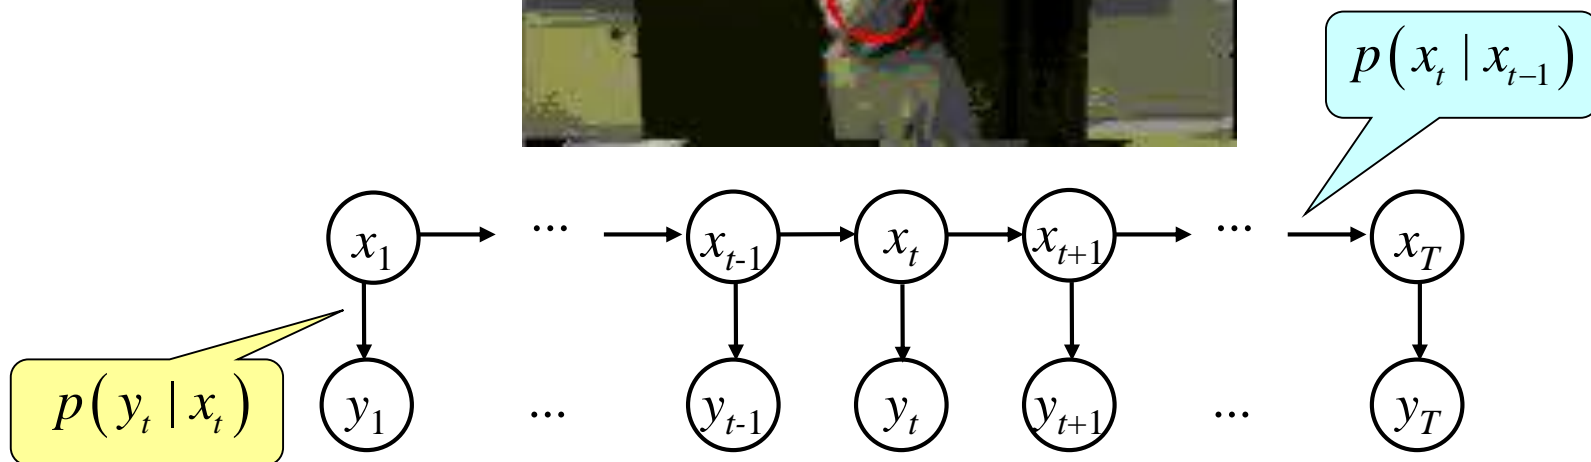 p(x_t | x_{t-1})
x_1 ... x_{t-1} x_t x_{t+1} ... x_T
p(y_t | x_t)
y_1 ... y_{t-1} y_t y_{t+1} ... y_T